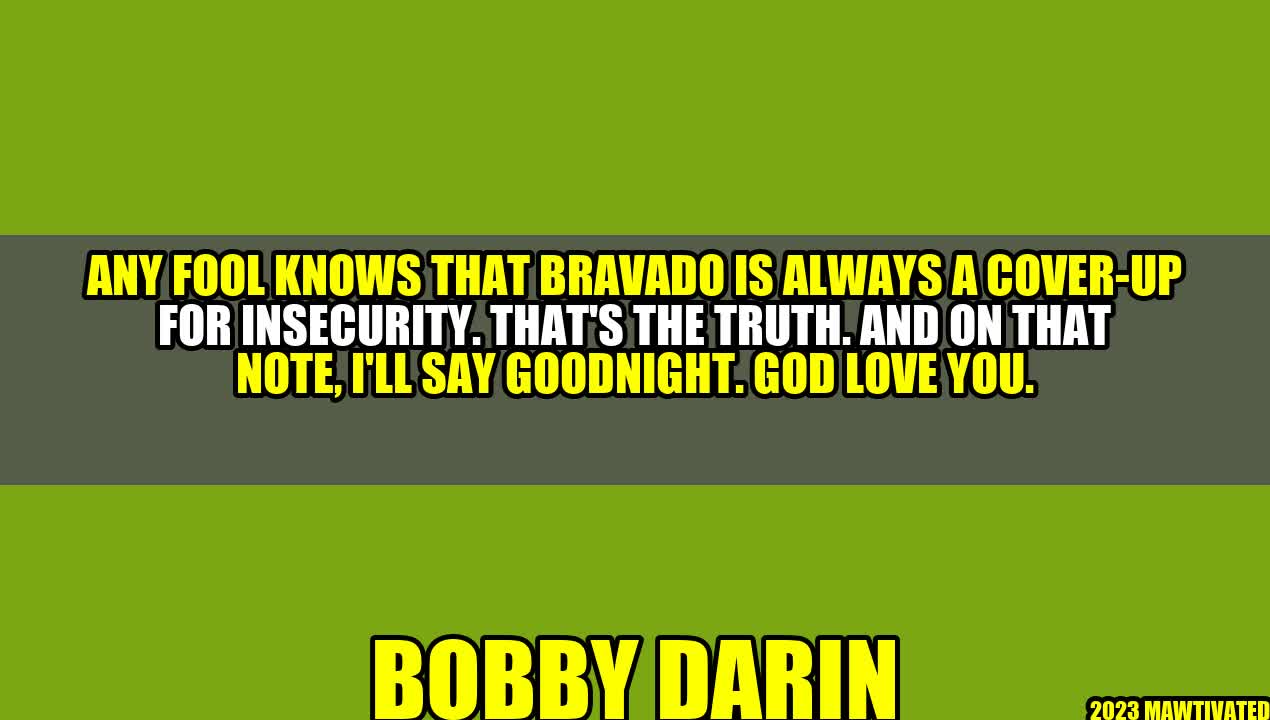 ANY FOOL KNOWS THAT BRAVADO IS ALWAYS A COVER-UP
FOR INSECURITY. THAT'S THE TRUTH. AND ON THAT
NOTE, I'LL SAY GOODNIGHT. GOD LOVE YOU.
BOBBY DARIN
2023 MAWTIVATED